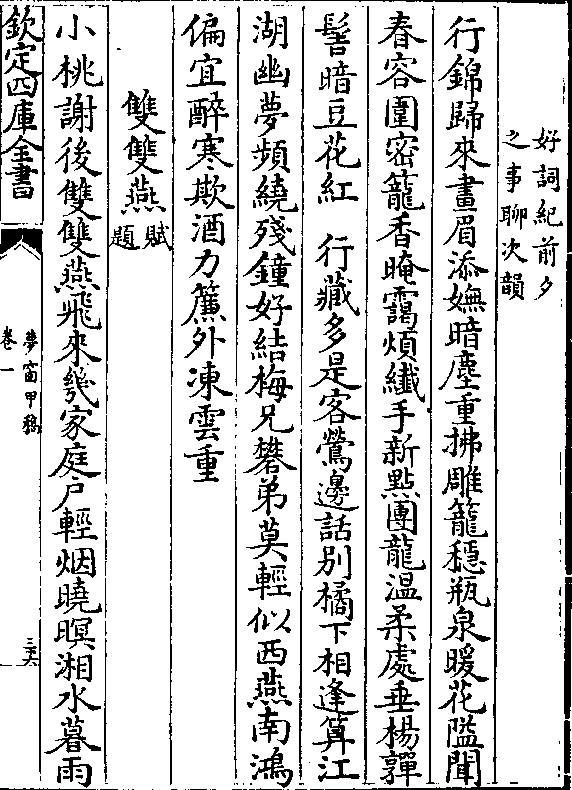 好詞紀前夕
之事聊次韻
行錦歸來畫眉添嫵暗塵重拂雕籠穩瓶泉暖花隘聞
春容圍密籠香晻靄煩纖手新點團龍温柔處垂楊嚲
髻暗豆花紅　行藏多是客鶯邊話别橘下相逢算江
湖幽夢頻繞殘鐘好結梅兄礬弟莫輕似西燕南鴻
偏宜醉寒欺酒力簾外凍雲重
雙雙燕賦題
小桃謝後雙雙燕飛來幾家庭户輕烟曉暝湘水暮雨
欽定四庫全書
夢窗甲稿
卷一
三六